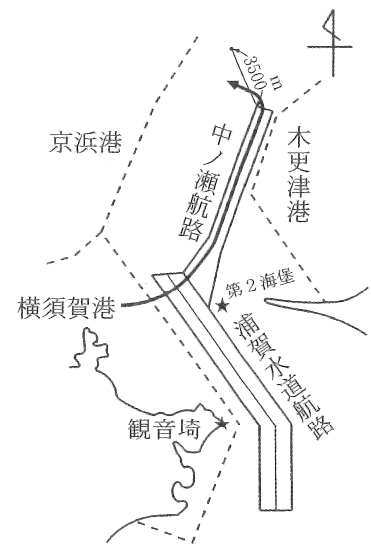 3500 m
京浜港
中ノ瀬航路
木更津港
第2海堡
横須賀港
浦賀水道航路
観音埼